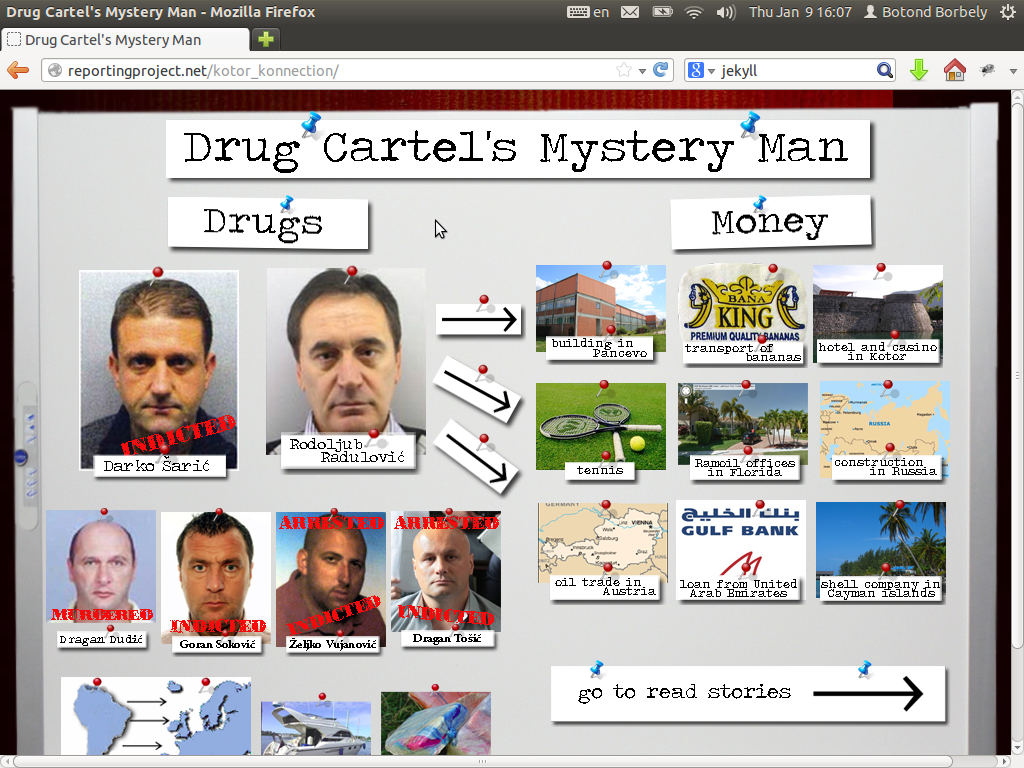 Drug Cartel's Mystery Man - Mozilla Firefox
en
Thu Jan 9 16:07
Botond Borbely
Drug Cartel's Mystery Man
reportingproject.net/kotor_konnection/
jekyll
Drug Cartel's Mystery Man
Drugs
Money
INDICTED
Darko Šarić
Rodoljub
Radulović
building in
Pancevo
BANA
KING
PREMIUM QUALITY BANANAS
transport of
bananas
hotel and casino
in Kotor
tennis
Ramoil offices
in Florida
RUSSIA
construction
in Russia
MURDERED
Dragan Dudić
INDICTED
Goran Soković
ARRESTED
INDICTED
Željko Vujanović
ARRESTED
INDICTED
Dragan Tošić
GERMANY
VIENNA
Innsbruck
Graz
oil trade in
Austria
بنك الخليج
GULF BANK
loan from United
Arab Emirates
shell company in
Cayman islands
go to read stories